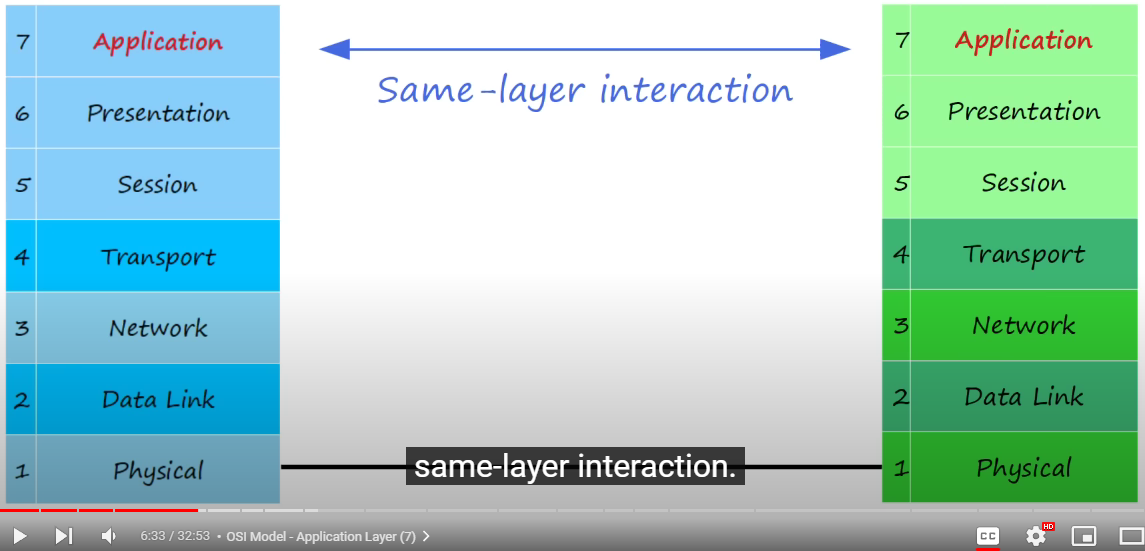 7 Application
6 Presentation
5 Session
4 Transport
3 Network
2 Data Link
1 Physical
Same-layer interaction
7 Application
6 Presentation
5 Session
4 Transport
3 Network
2 Data Link
1 Physical
same-layer interaction.
6:33 / 32:53 • OSI Model - Application Layer (7)
CC
HD